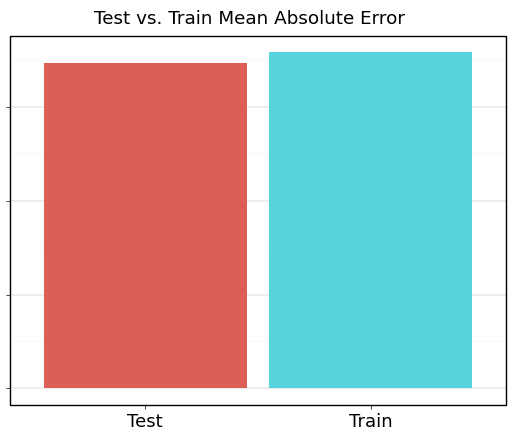 Test vs. Train Mean Absolute Error
Test
Train